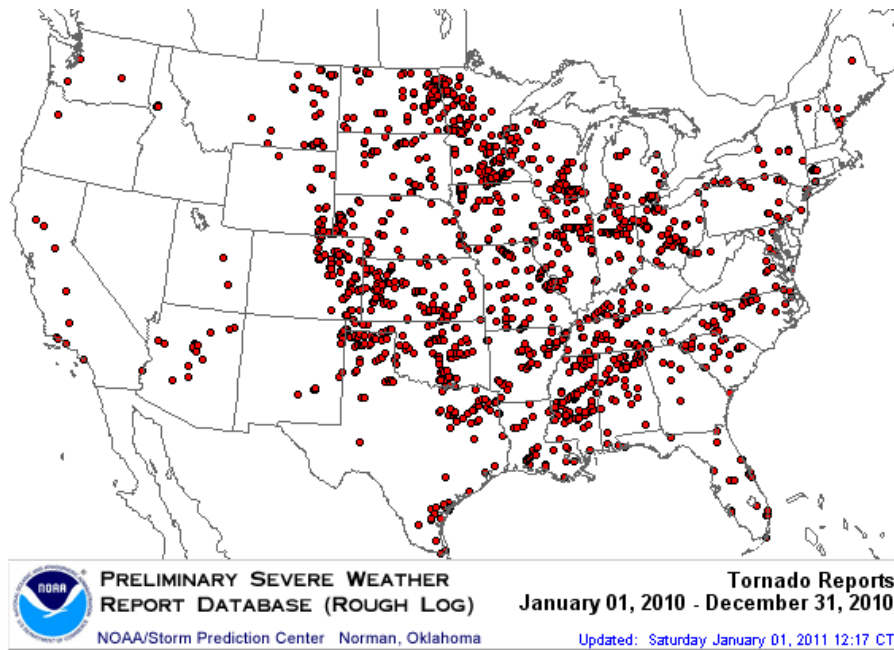 NOAA
PRELIMINARY SEVERE WEATHER
REPORT DATABASE (ROUGH LOG)
NOAA/Storm Prediction Center Norman, Oklahoma
Tornado Reports
January 01, 2010 - December 31, 2010
Updated: Saturday January 01, 2011 12:17 CT